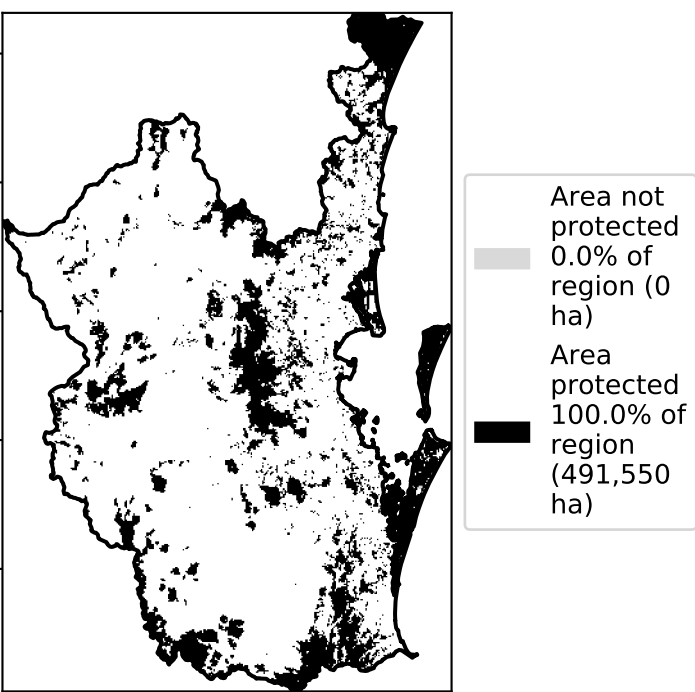 Area not
protected
0.0% of
region (0
ha)
Area
protected
100.0% of
region
(491,550
ha)